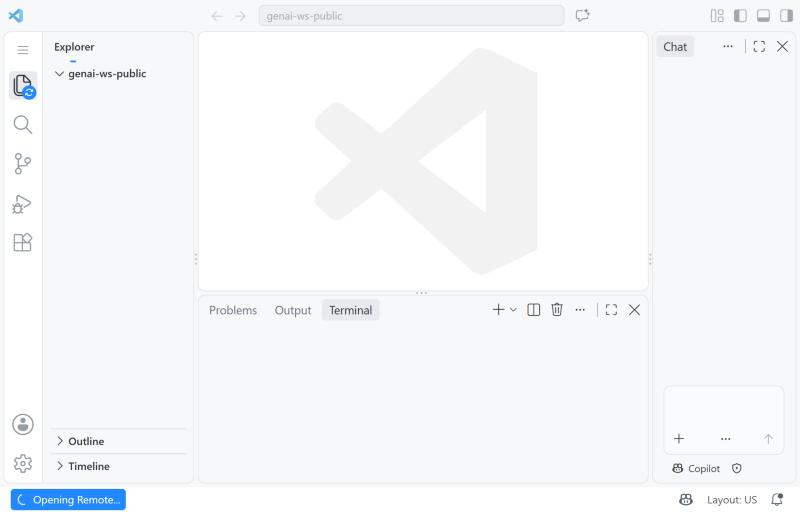 genai-ws-public
Explorer
genai-ws-public
Outline
Timeline
Problems
Output
Terminal
Chat
Copilot
Opening Remote...
Layout: US